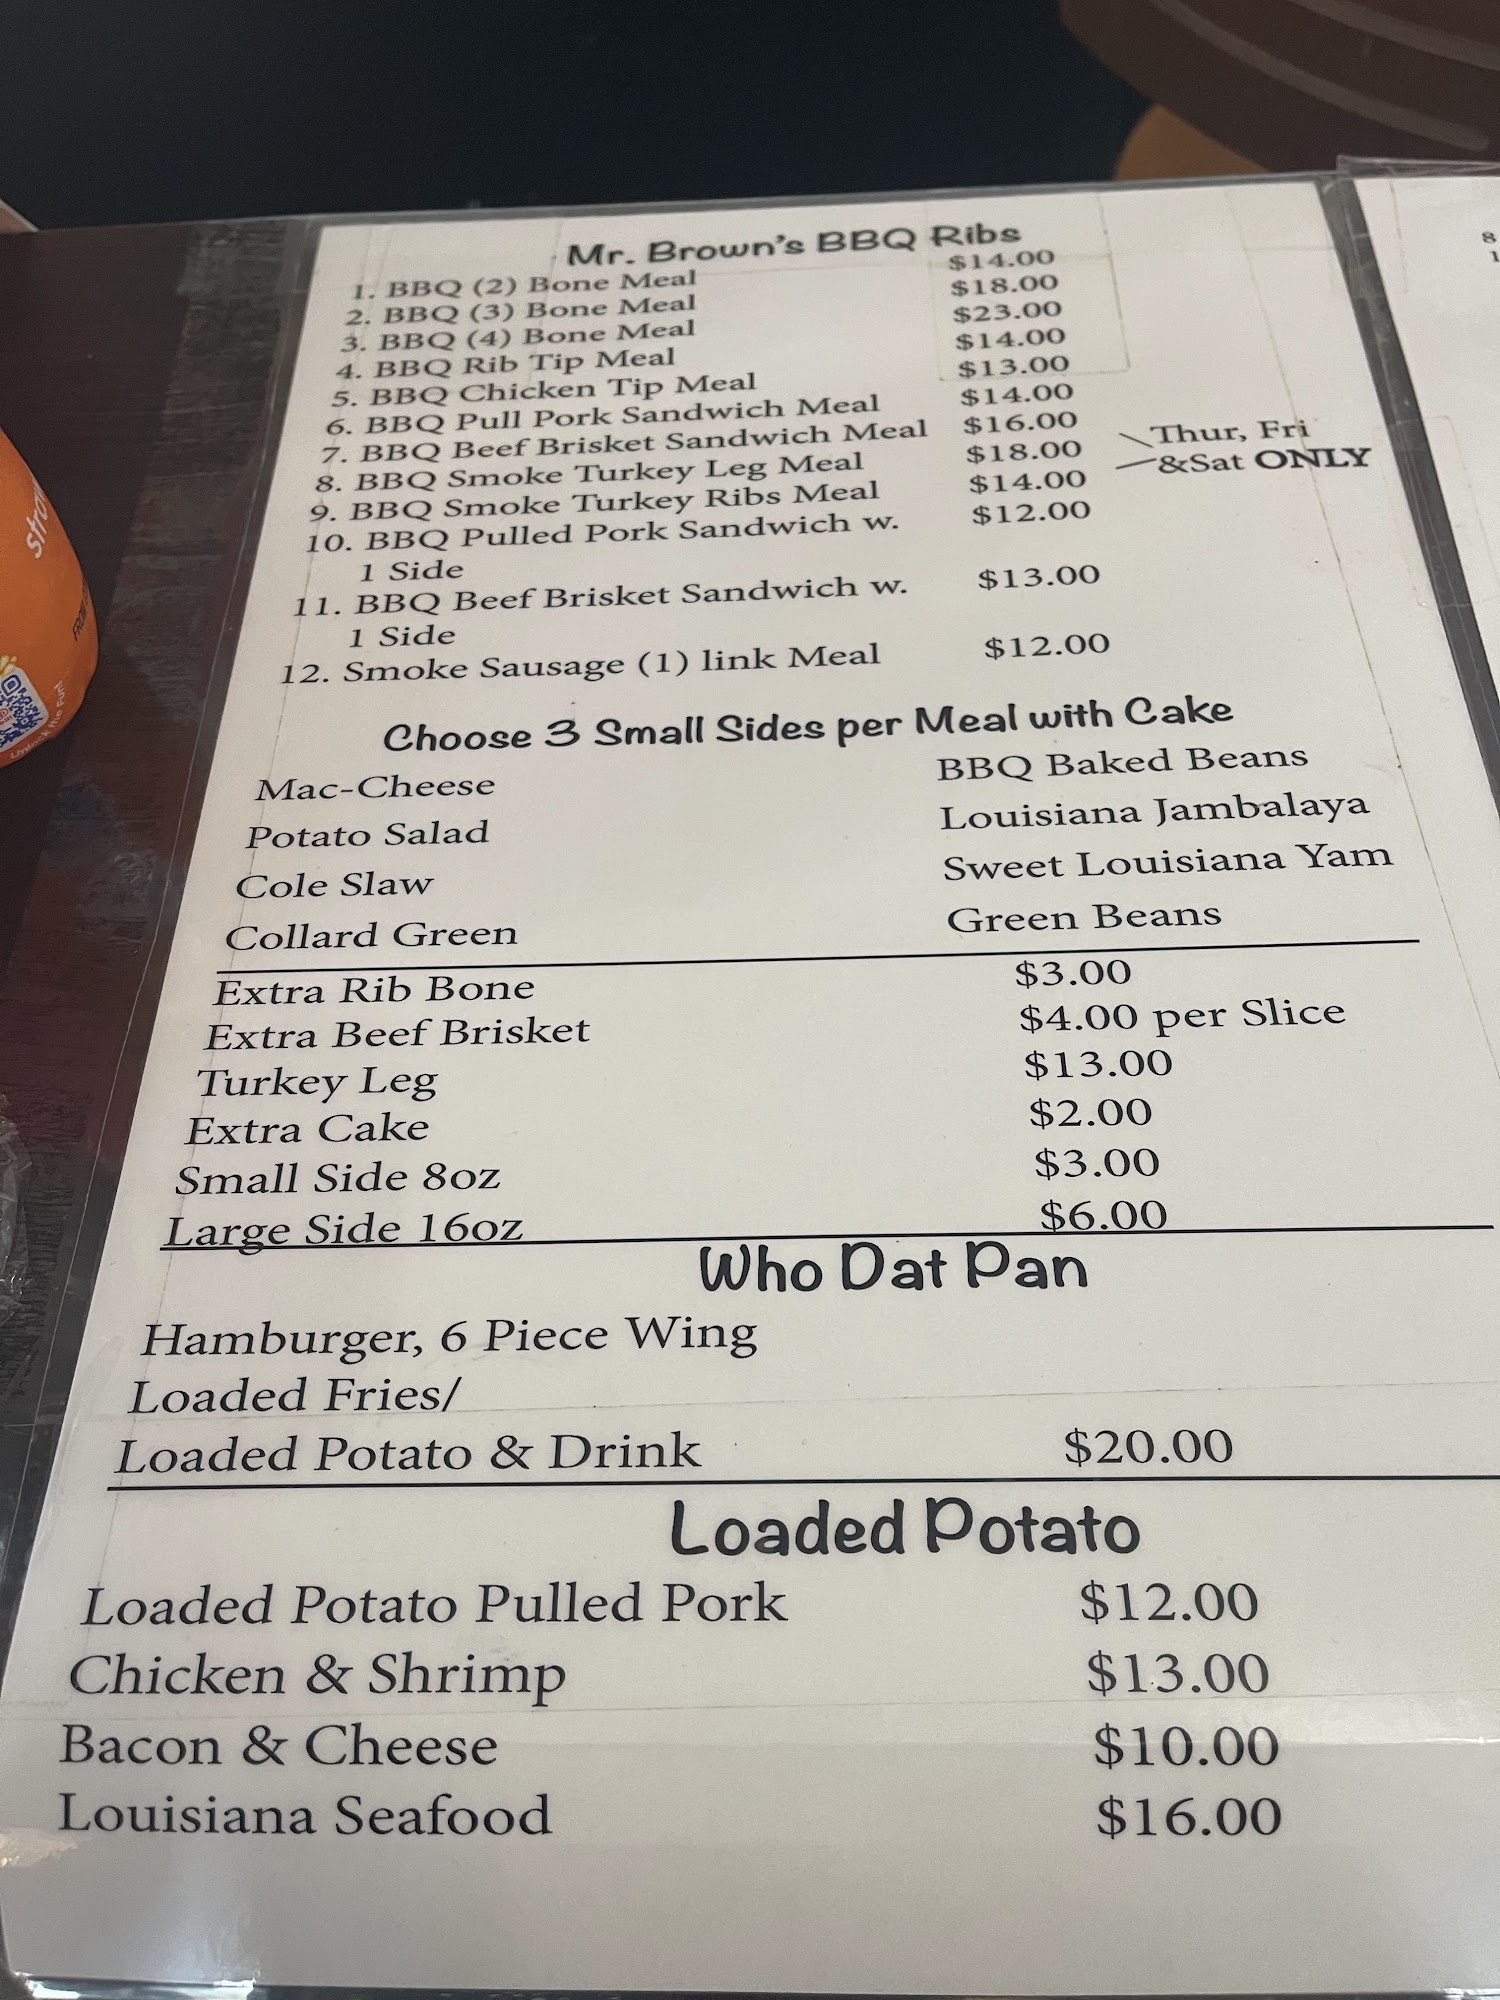 Mr. Brown's BBQ Ribs
1. BBQ (2) Bone Meal $14.00
2. BBQ (3) Bone Meal $18.00
3. BBQ (4) Bone Meal $23.00
4. BBQ Rib Tip Meal $14.00
5. BBQ Chicken Tip Meal $13.00
6. BBQ Pull Pork Sandwich Meal $14.00
7. BBQ Beef Brisket Sandwich Meal $16.00
8. BBQ Smoke Turkey Leg Meal $18.00 Thur, Fri
9. BBQ Smoke Turkey Ribs Meal $14.00 &Sat ONLY
10. BBQ Pulled Pork Sandwich w. $12.00
1 Side
11. BBQ Beef Brisket Sandwich w. $13.00
1 Side
12. Smoke Sausage (1) link Meal $12.00
Choose 3 Small Sides per Meal with Cake
Mac-Cheese BBQ Baked Beans
Potato Salad Louisiana Jambalaya
Cole Slaw Sweet Louisiana Yam
Collard Green Green Beans
Extra Rib Bone $3.00
Extra Beef Brisket $4.00 per Slice
Turkey Leg $13.00
Extra Cake $2.00
Small Side 8oz $3.00
Large Side 16oz $6.00
Who Dat Pan
Hamburger, 6 Piece Wing
Loaded Fries/
Loaded Potato & Drink $20.00
Loaded Potato
Loaded Potato Pulled Pork $12.00
Chicken & Shrimp $13.00
Bacon & Cheese $10.00
Louisiana Seafood $16.00